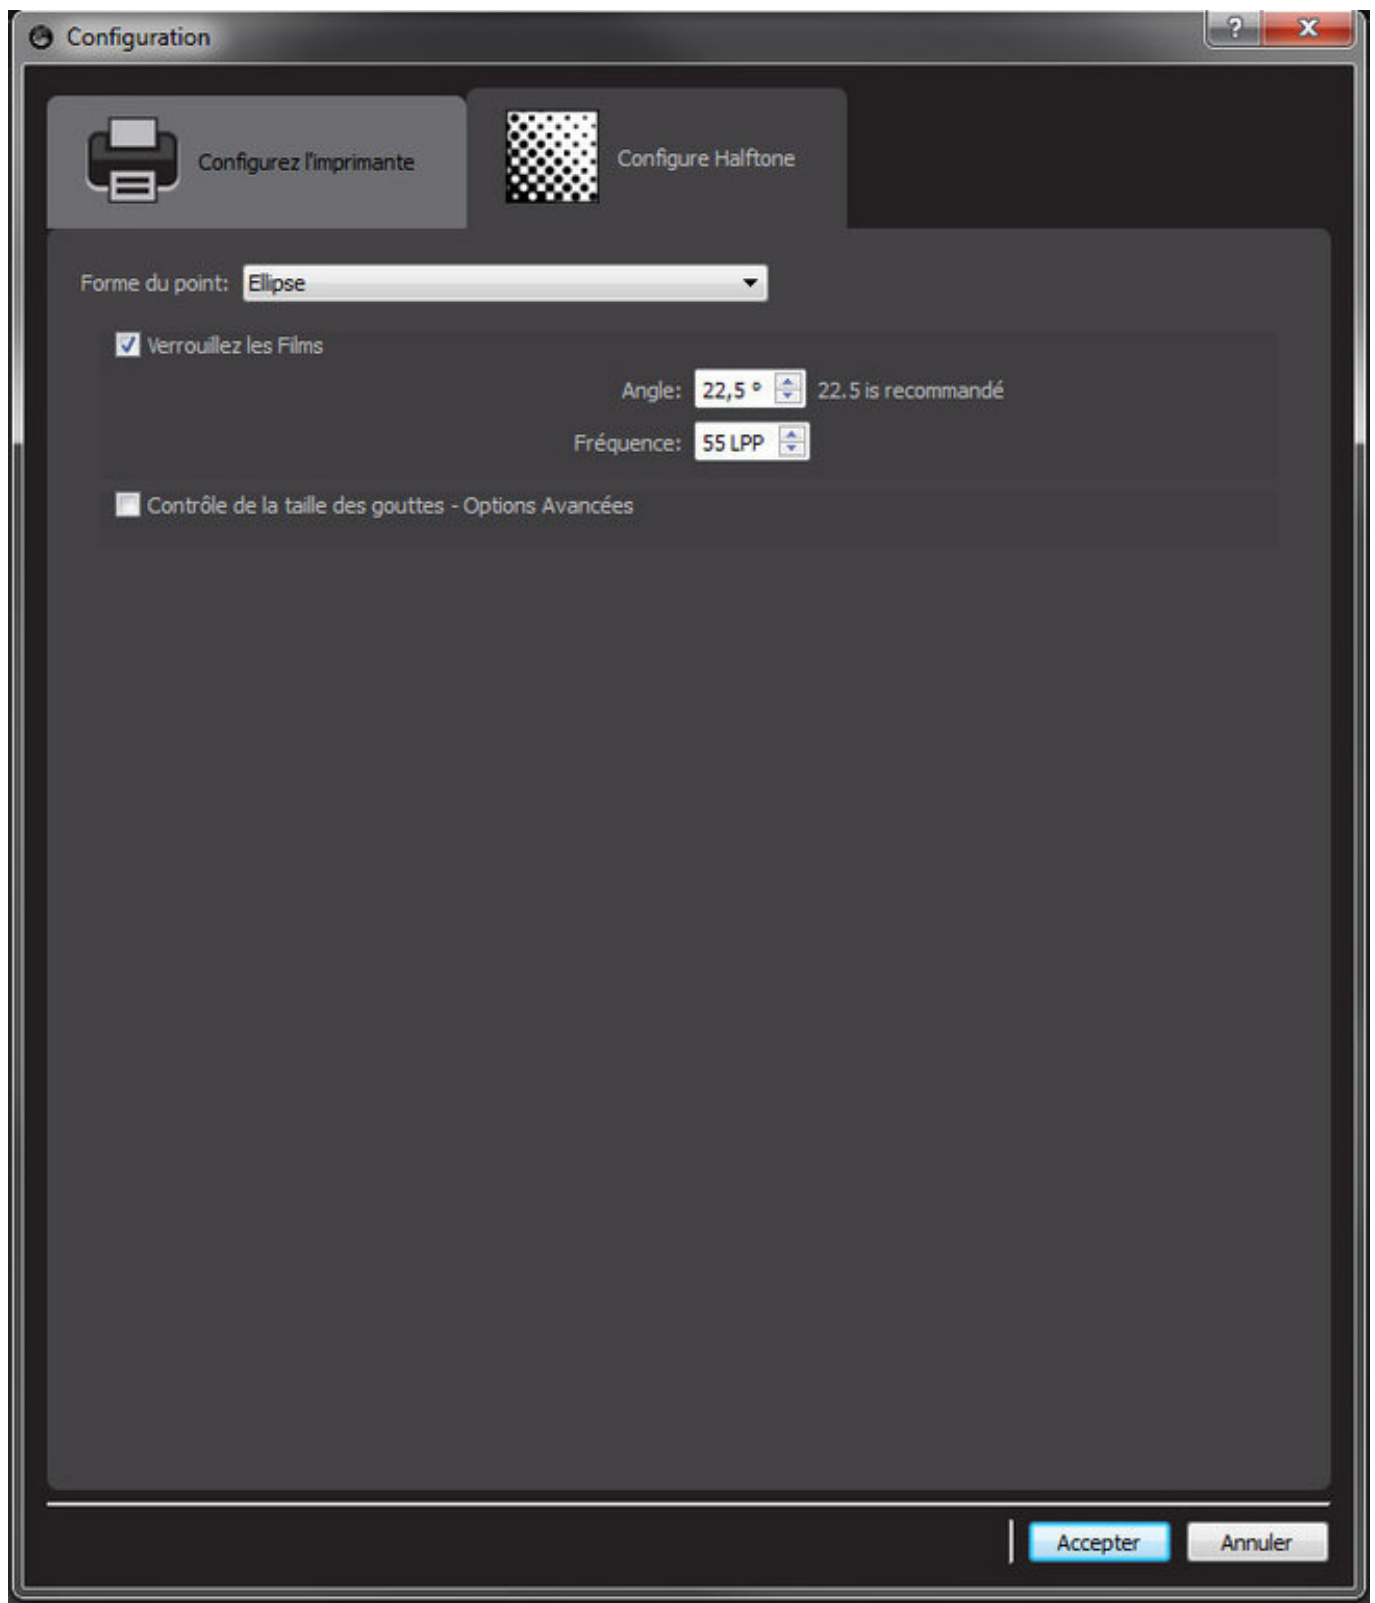 Configuration
?
Configurez l'imprimante
Configure Halftone
Forme du point: Ellipse
Verrouillez les Films
Angle: 22,5 ° 22.5 is recommandé
Fréquence: 55 LPP
Contrôle de la taille des gouttes - Options Avancées
Accepter Annuler